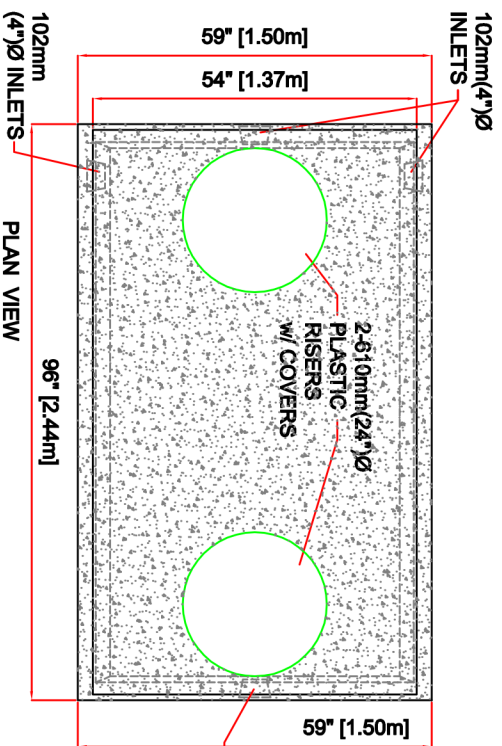 59" [1.50m]
54" [1.37m]
102mm(4")Ø
INLETS
2-610mm(24")Ø
PLASTIC
RISERS
W/ COVERS
102mm
(4")Ø INLETS
PLAN VIEW
96" [2.44m]
59" [1.50m]